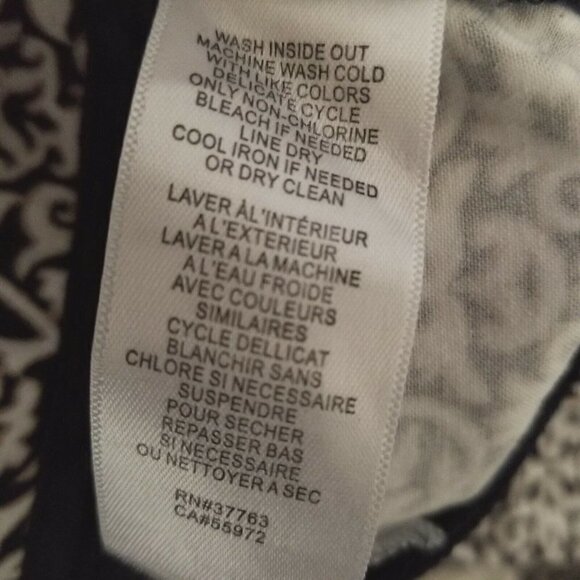 WASH INSIDE OUT
MACHINE WASH COLD
WITH LIKE COLORS
DELICATE CYCLE
ONLY NON-CHLORINE
BLEACH IF NEEDED
LINE DRY
COOL IRON IF NEEDED
OR DRY CLEAN
LAVER ÀL'INTÉRIEUR
A L'EXTERIEUR
LAVER A LA MACHINE
A L'EAU FROIDE
AVEC COULEURS
SIMILAIRES
CYCLE DELLICAT
BLANCHIR SANS
CHLORE SI NECESSAIRE
SUSPENDRE
POUR SECHER
REPASSER BAS
SI NECESSAIRE
OU NETTOYER A SEC
RN#37763
CA#55972